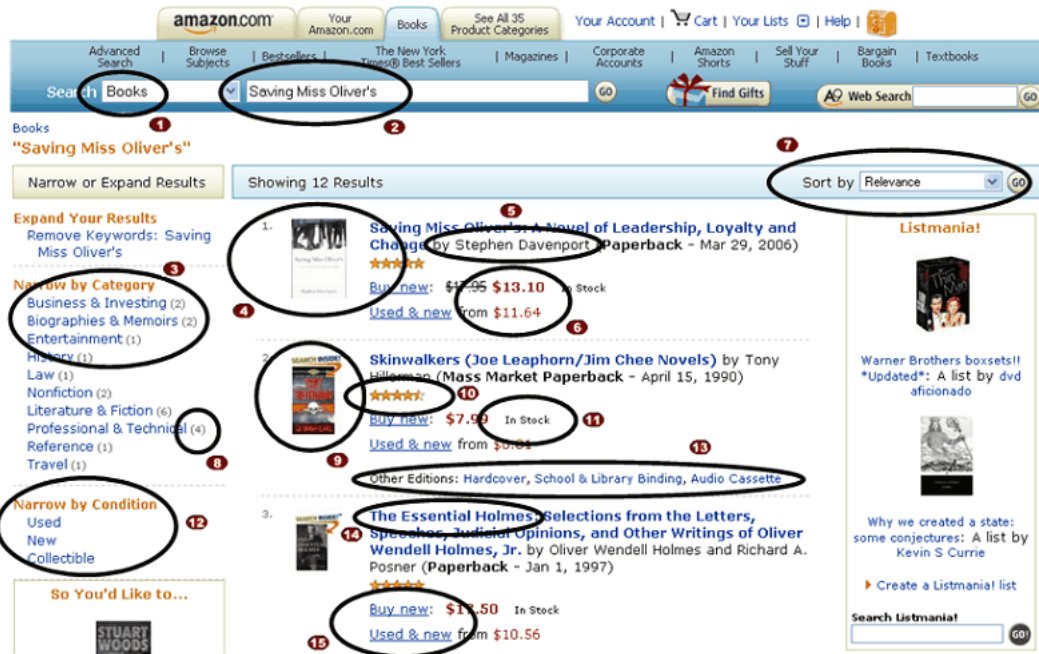 amazon.com
Your
Amazon.com
Books
See All 35
Product Categories
Your Account | Cart | Your Lists | Help |
Advanced
Search
Browse
Subjects
Bestsellers
The New York
Times® Best Sellers
Magazines
Corporate
Accounts
Amazon
Shorts
Sell Your
Stuff
Bargain
Books
Textbooks
Search Books Saving Miss Oliver's GO
Find Gifts
A9 Web Search GO
1
2
Books
"Saving Miss Oliver's"
7
Narrow or Expand Results
Showing 12 Results
Sort by Relevance GO
Expand Your Results
Remove Keywords: Saving
Miss Oliver's
3
Narrow by Category
Business & Investing (2)
Biographies & Memoirs (2)
Entertainment (1)
History (1)
Law (1)
Nonfiction (2)
Literature & Fiction (6)
Professional & Technical (4)
Reference (1)
Travel (1)
8
Narrow by Condition
12
Used
New
Collectible
So You'd Like to...
STUART
WOODS
1.
Saving Miss Oliver's
Stephen Davenport
4
5
Saving Miss Oliver's: A Novel of Leadership, Loyalty and
Change by Stephen Davenport (Paperback - Mar 29, 2006)
Buy new: $17.95 $13.10 In Stock
Used & new from $11.64
6
2.
SEARCH INSIDE!
9
Skinwalkers (Joe Leaphorn/Jim Chee Novels) by Tony
Hillerman (Mass Market Paperback - April 15, 1990)
10
Buy new: $7.99 In Stock
11
Used & new from
13
Other Editions: Hardcover, School & Library Binding, Audio Cassette
3.
SEARCH INSIDE!
14
The Essential Holmes: Selections from the Letters,
Speeches, Judicial Opinions, and Other Writings of Oliver
Wendell Holmes, Jr. by Oliver Wendell Holmes and Richard A.
Posner (Paperback - Jan 1, 1997)
Buy new: $17.50 In Stock
Used & new from $10.56
15
Listmania!
Thin Man
Warner Brothers boxsets!!
*Updated*: A list by dvd
aficionado
Why we created a state:
some conjectures: A list by
Kevin S Currie
Create a Listmania! list
Search Listmania!
GO!